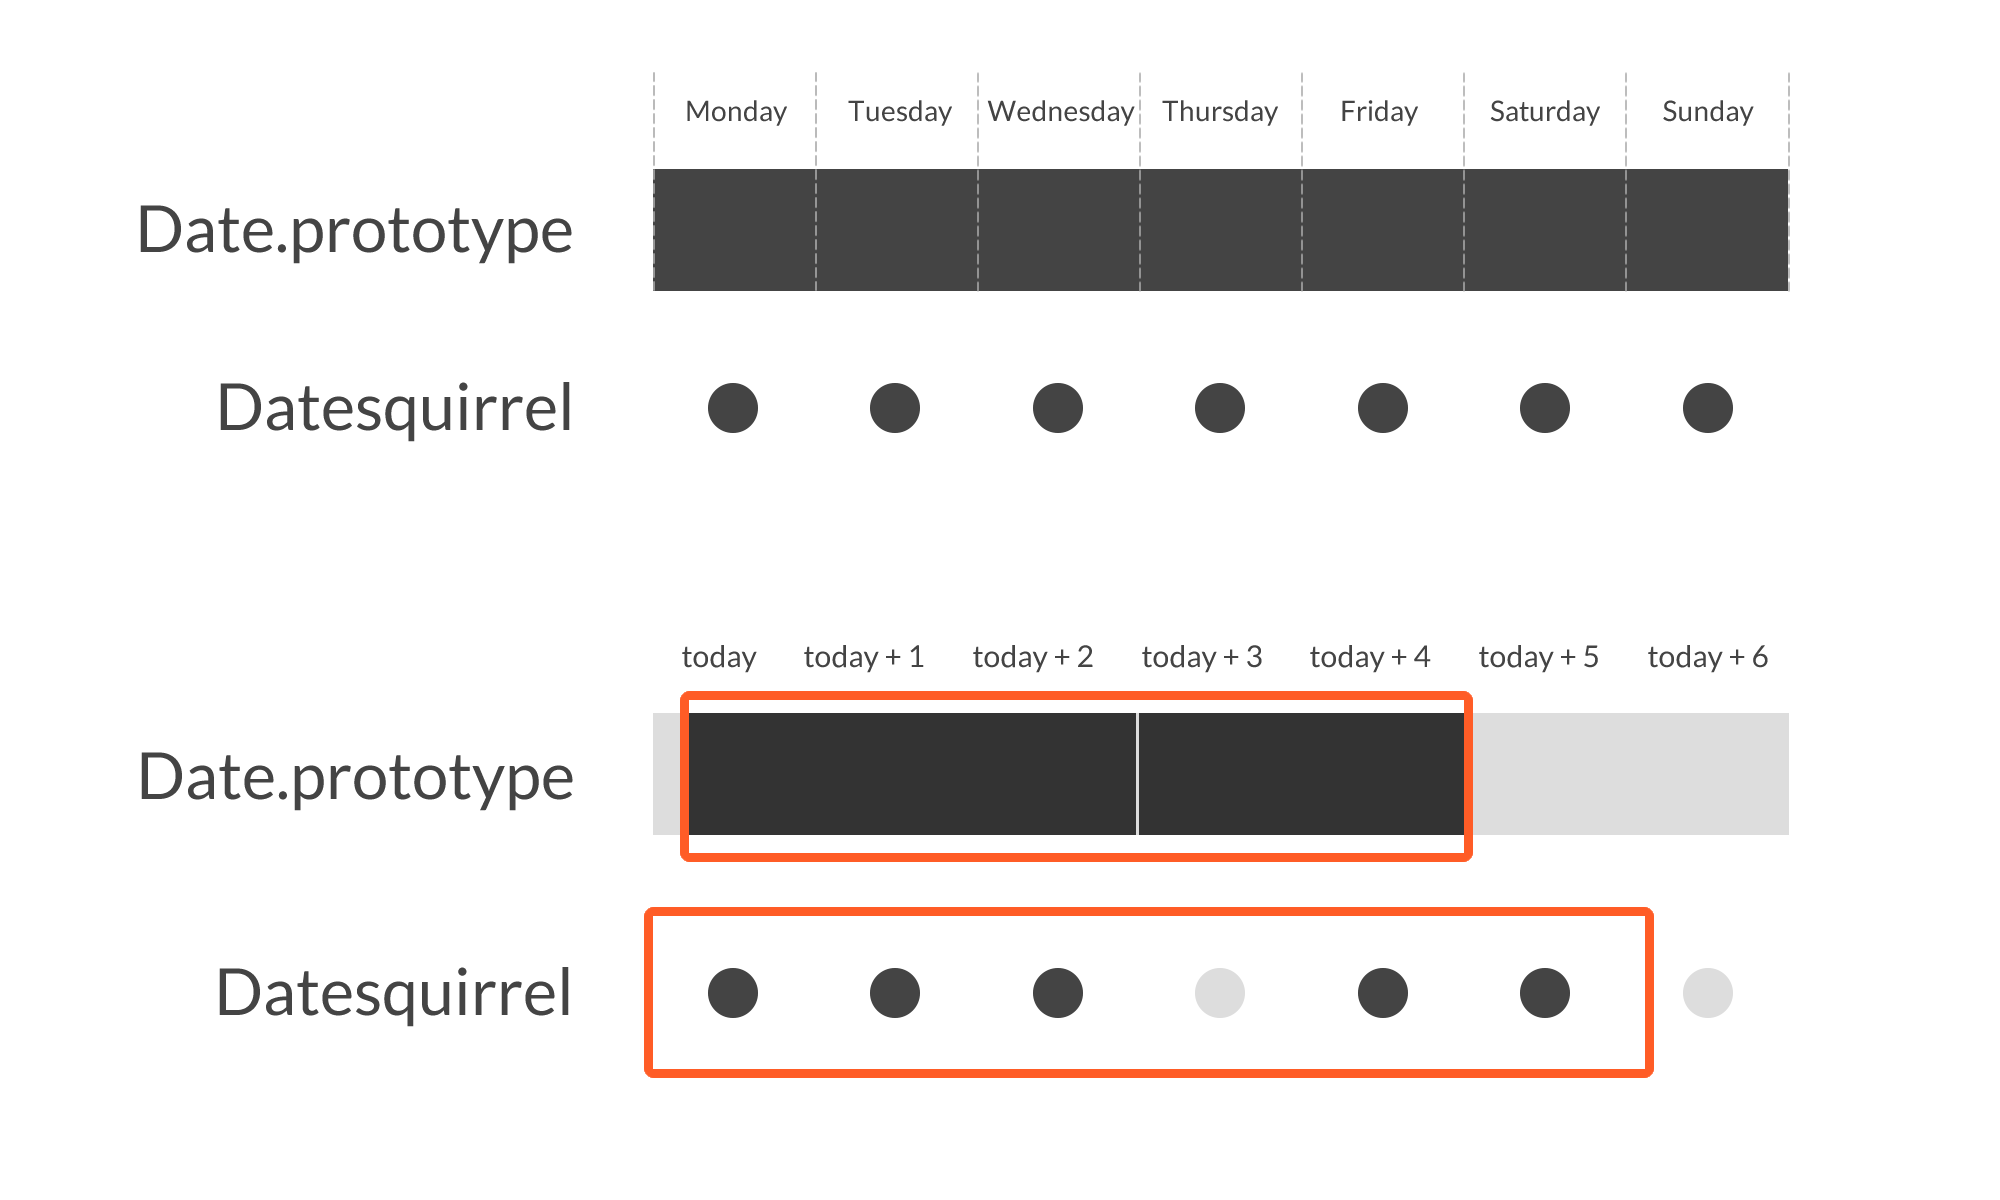 Monday Tuesday Wednesday Thursday Friday Saturday Sunday
Date.prototype
Datesquirrel
today today + 1 today + 2 today + 3 today + 4 today + 5 today + 6
Date.prototype
Datesquirrel